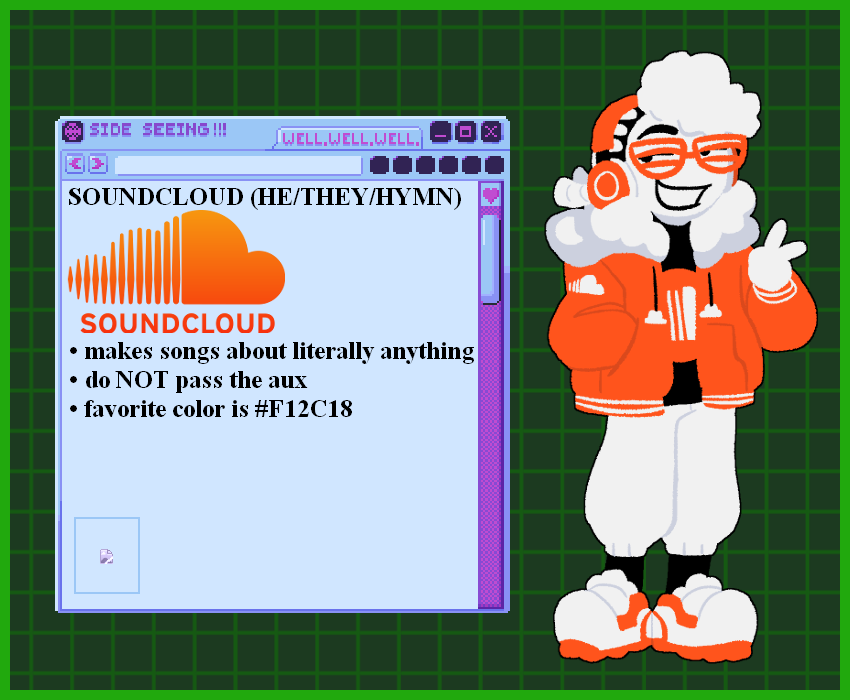 SIDE SEEING!!!
WELL.WELL.WELL.
SOUNDCLOUD (HE/THEY/HYMN)
SOUNDCLOUD
• makes songs about literally anything
• do NOT pass the aux
• favorite color is #F12C18